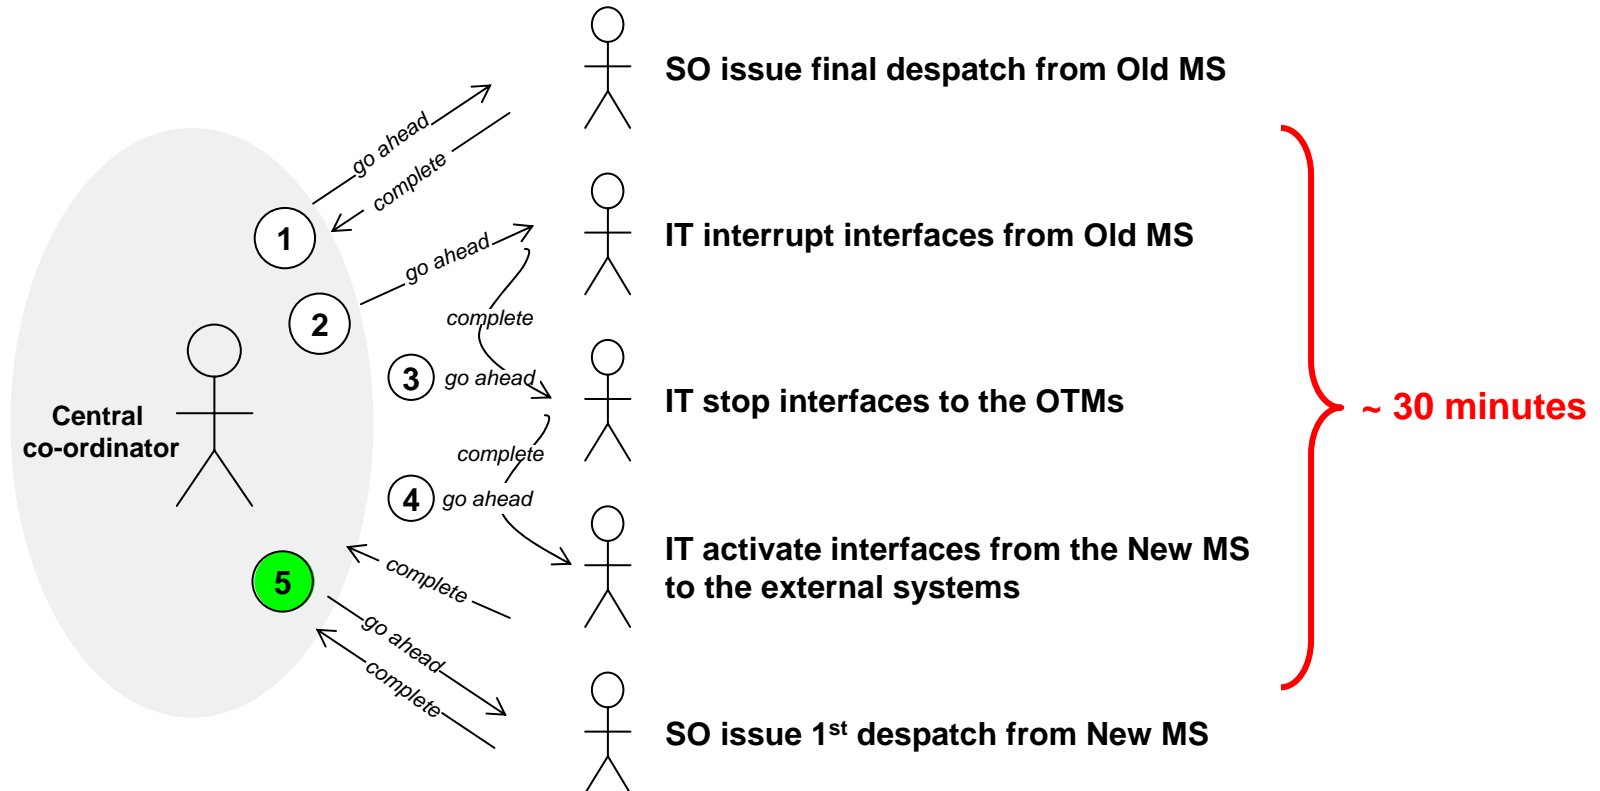 SO issue final despatch from Old MS
go ahead
complete
1
IT interrupt interfaces from Old MS
go ahead
2
complete
3
go ahead
IT stop interfaces to the OTMs
~ 30 minutes
Central
co-ordinator
complete
4
go ahead
IT activate interfaces from the New MS
to the external systems
complete
5
go ahead
complete
SO issue 1st despatch from New MS